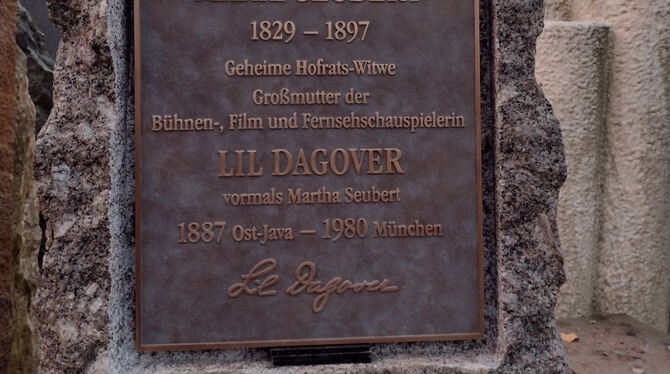 1829 – 1897
Geheime Hofrats-Witwe
Großmutter der
Bühnen-, Film und Fernsehschauspielerin
LIL DAGOVER
vormals Martha Seubert
1887 Ost-Java – 1980 München
Lil Dagover